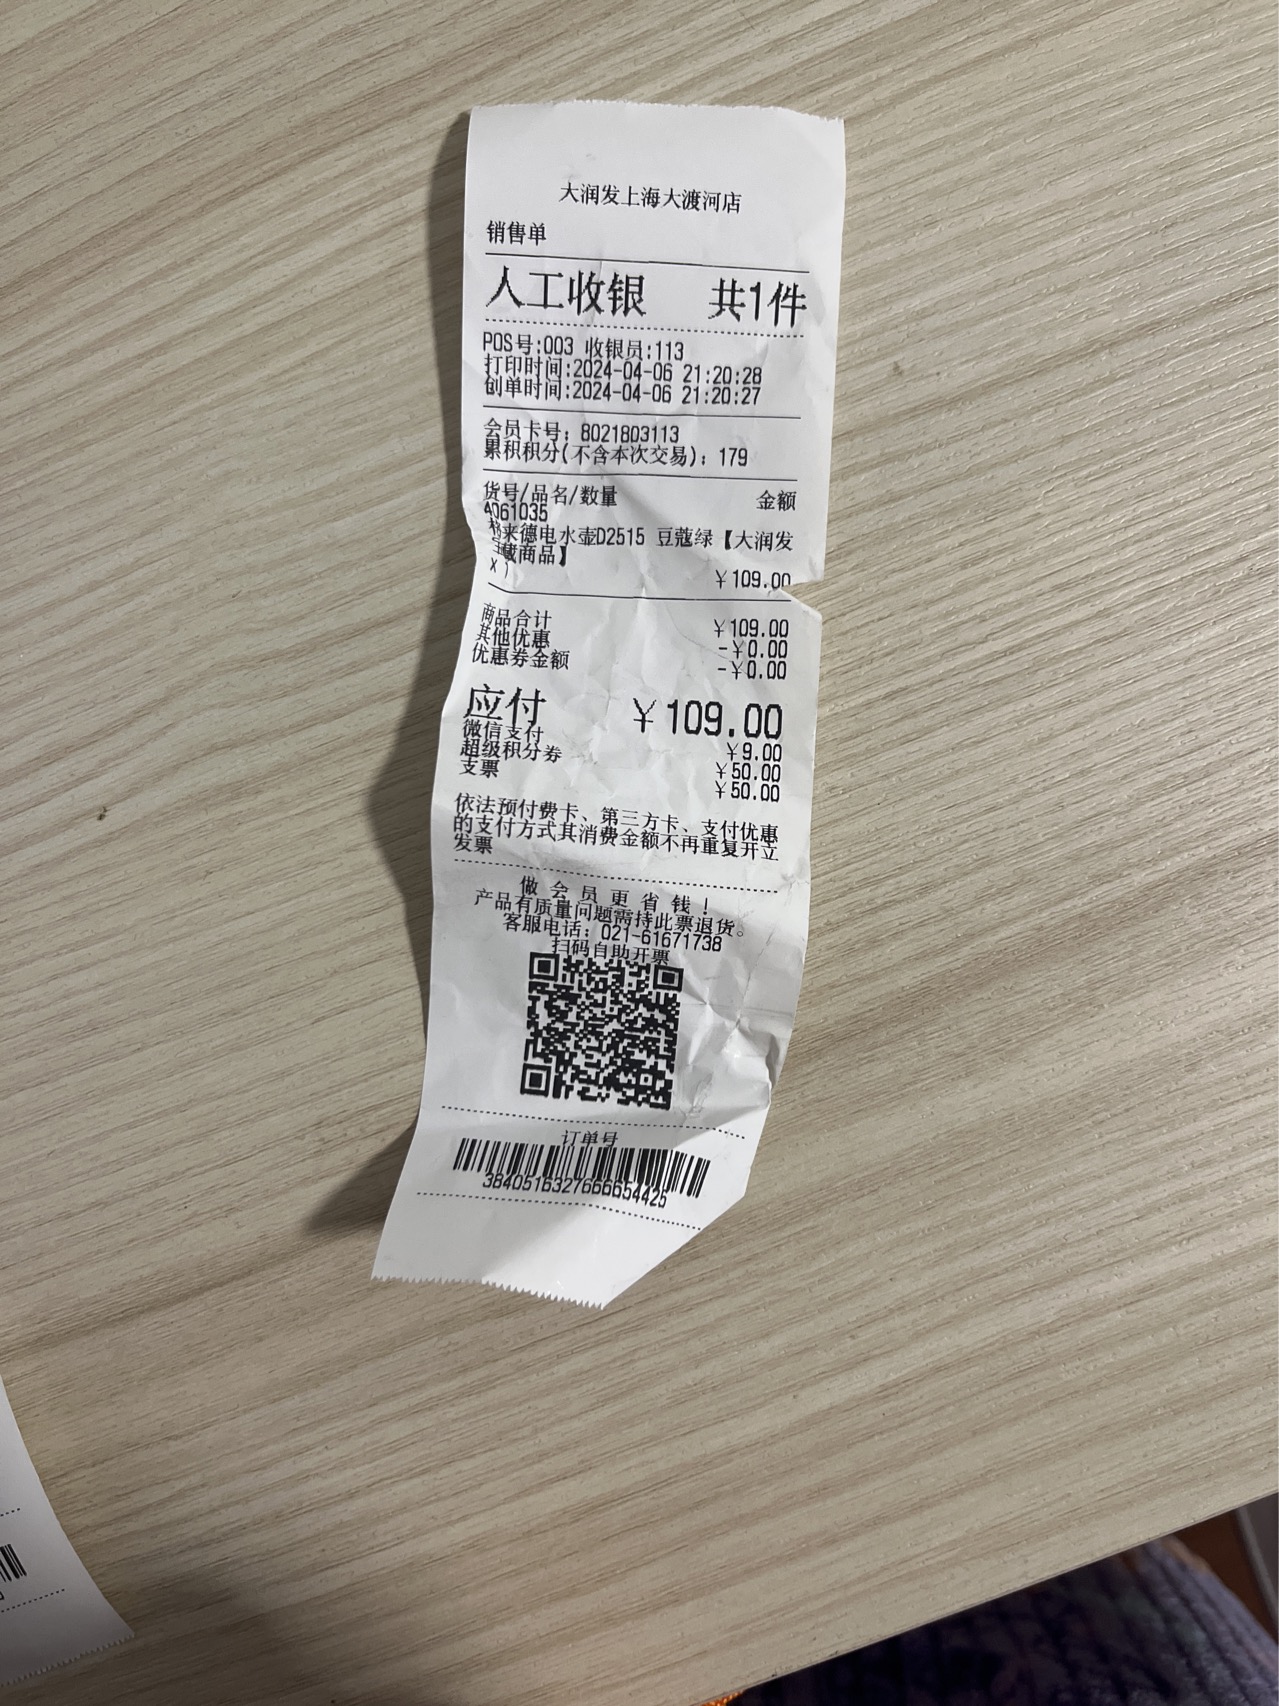 大润发上海大渡河店
销售单
人工收银 共1件
POS号:003 收银员:113
打印时间:2024-04-06 21:20:28
创单时间:2024-04-06 21:20:27
会员卡号: 8021803113
累积积分(不含本次交易): 179
货号/品名/数量 金额
4061035
来德电水壶D2515 豆蔻绿【大润发
商品】
x ¥109.00
商品合计 ¥109.00
其他优惠 -¥0.00
优惠券金额 -¥0.00
应付 ¥109.00
微信支付 ¥9.00
超级积分券 ¥50.00
支票 ¥50.00
依法预付费卡、第三方卡、支付优惠
的支付方式其消费金额不再重复开立
发票
做会员更省钱!
产品有质量问题需持此票退货。
客服电话: 021-61671738
扫码自助开票
订单号
3840516327666654425